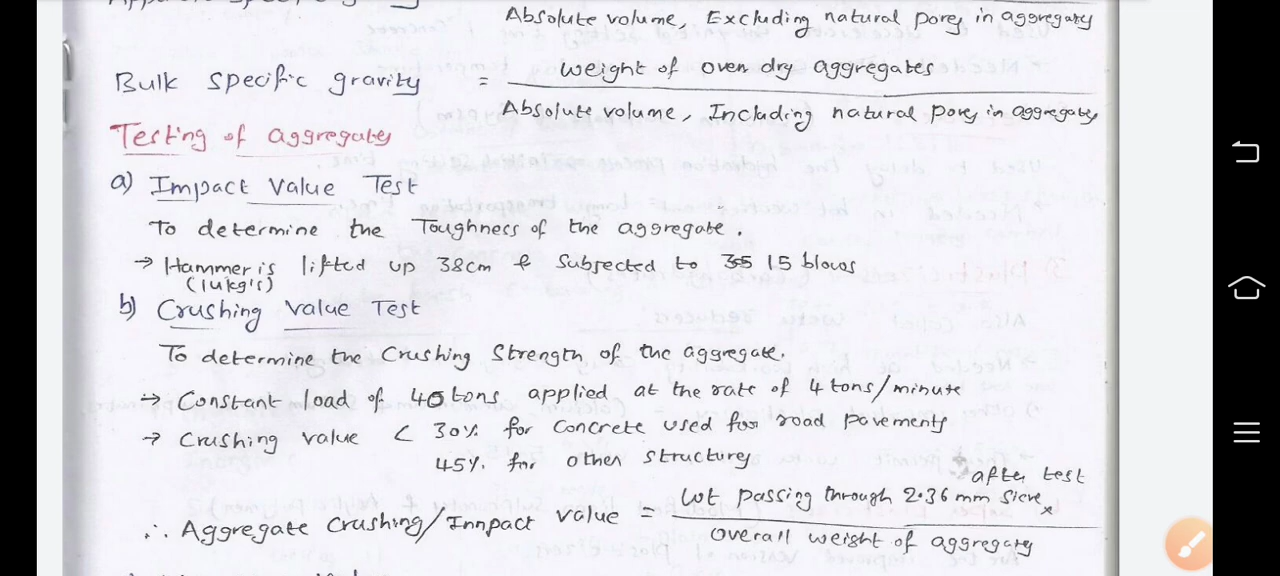 Absolute volume, Excluding natural pores in aggregates
Bulk specific gravity = weight of oven dry aggregates
Absolute volume, Including natural pores in aggregates
Testing of aggregates
a) Impact Value Test
To determine the Toughness of the aggregate.
→ Hammer is lifted up 38cm & Subjected to 15 blows
(14kg's)
b) Crushing Value Test
To determine the Crushing Strength of the aggregate.
→ Constant load of 40 tons applied at the rate of 4 tons/minute
→ Crushing value < 30% for concrete used for road pavements
45% for other structures
after test
∴ Aggregate Crushing/Impact value = Wt passing through 2.36 mm Sieve
Overall weight of aggregates